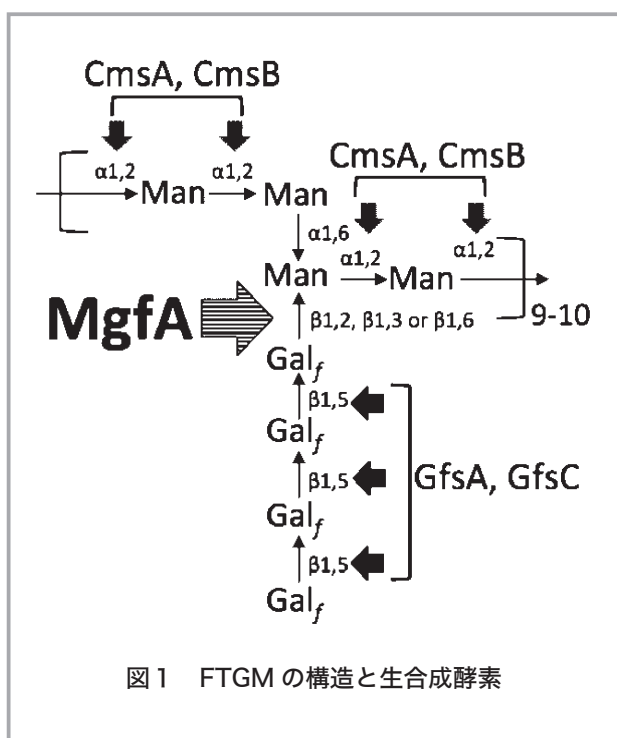 CmsA, CmsB
CmsA, CmsB
α1,2 Man α1,2 Man
α1,6
Man α1,2 Man α1,2
9-10
MgfA
β1,2, β1,3 or β1,6
Galf
β1,5
Galf
β1,5
GfsA, GfsC
Galf
β1,5
Galf
図1 FTGM の構造と生合成酵素